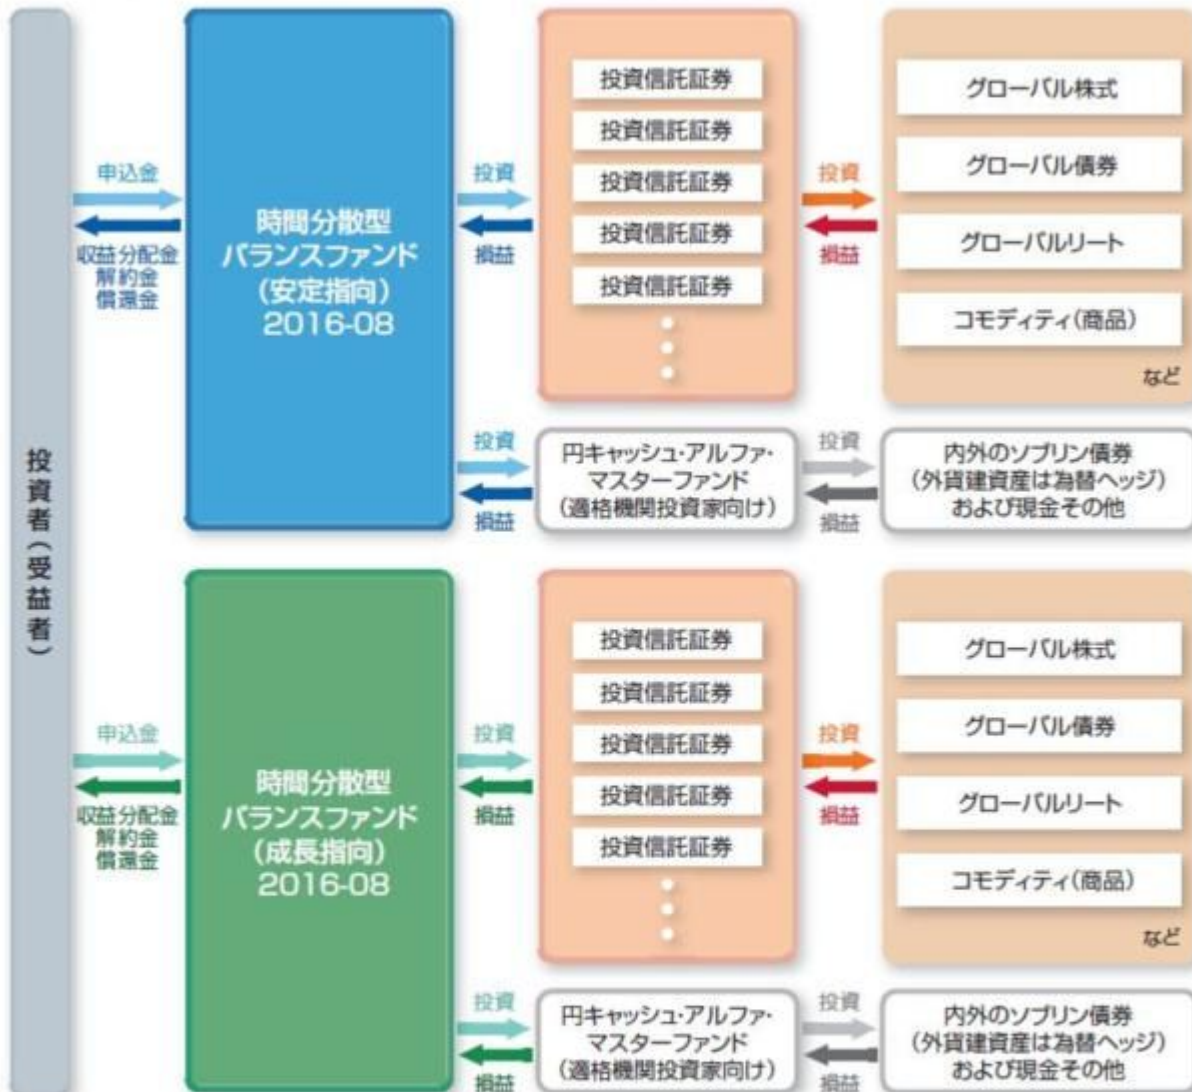 投資者（受益者）
申込金
収益分配金
解約金
償還金
時間分散型
バランスファンド
（安定指向）
2016-08
投資
損益
投資信託証券
投資信託証券
投資信託証券
投資信託証券
投資信託証券
投資
損益
グローバル株式
グローバル債券
グローバルリート
コモディティ（商品）
など
投資
損益
円キャッシュ・アルファ・
マスターファンド
（適格機関投資家向け）
投資
損益
内外のソブリン債券
（外貨建資産は為替ヘッジ）
および現金その他
申込金
収益分配金
解約金
償還金
時間分散型
バランスファンド
（成長指向）
2016-08
投資
損益
投資信託証券
投資信託証券
投資信託証券
投資信託証券
投資信託証券
投資
損益
グローバル株式
グローバル債券
グローバルリート
コモディティ（商品）
など
投資
損益
円キャッシュ・アルファ・
マスターファンド
（適格機関投資家向け）
投資
損益
内外のソブリン債券
（外貨建資産は為替ヘッジ）
および現金その他